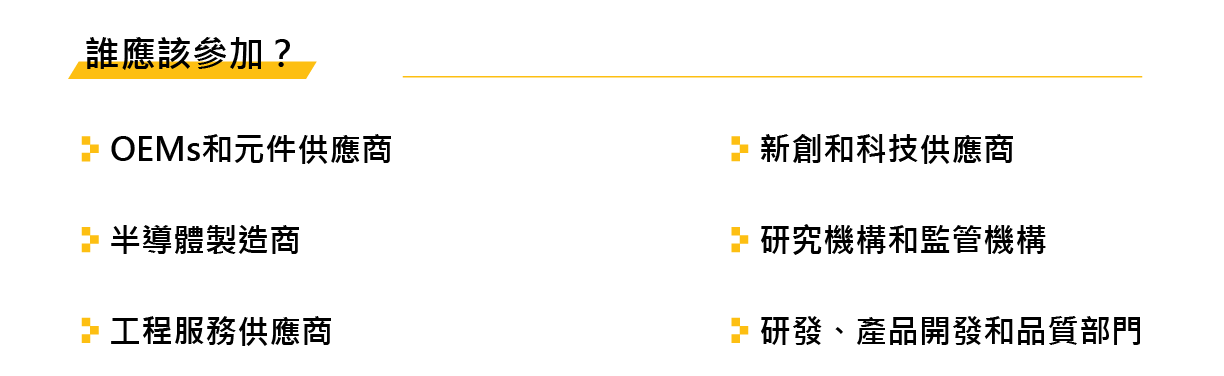 誰應該參加？
OEMs和元件供應商
新創和科技供應商
半導體製造商
研究機構和監管機構
工程服務供應商
研發、產品開發和品質部門